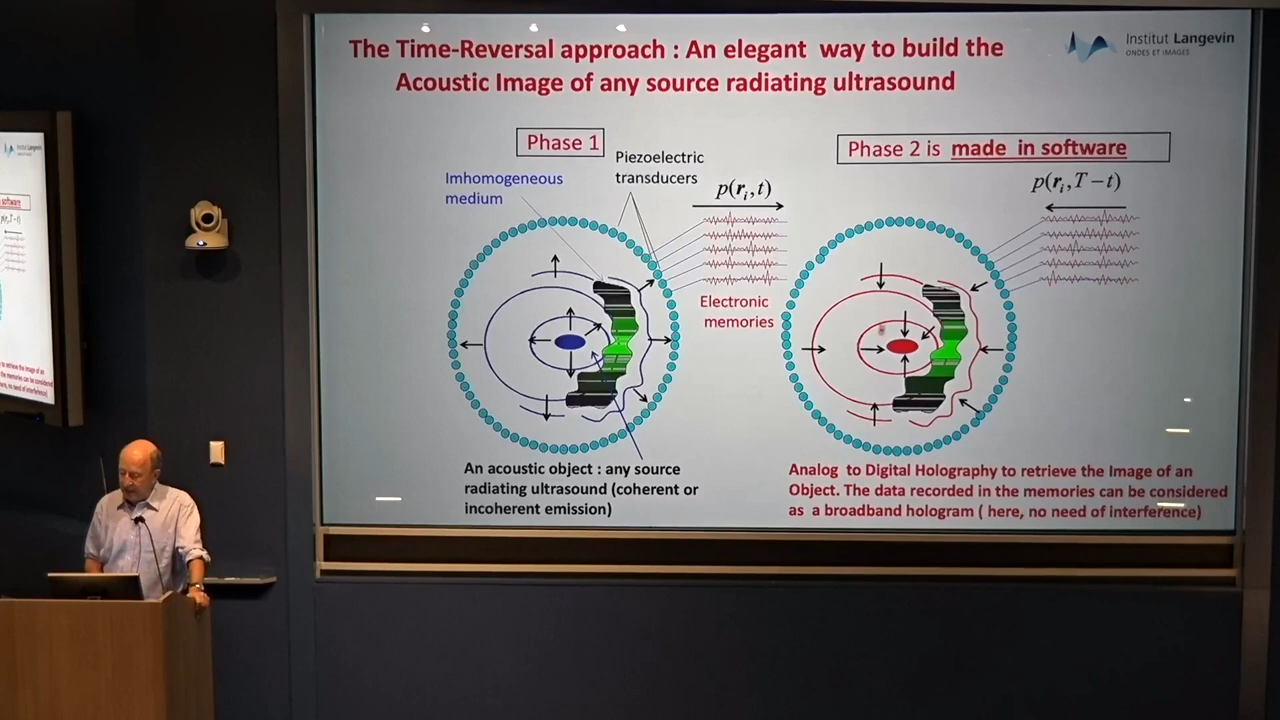 The Time-Reversal approach : An elegant way to build the
Acoustic Image of any source radiating ultrasound
Institut Langevin
ONDES ET IMAGES
Phase 1
Phase 2 is made in software
Piezoelectric
transducers
Imhomogeneous
medium
p(rᵢ,t)
p(rᵢ,T−t)
Electronic
memories
An acoustic object : any source
radiating ultrasound (coherent or
incoherent emission)
Analog to Digital Holography to retrieve the Image of an
Object. The data recorded in the memories can be considered
as a broadband hologram ( here, no need of interference)